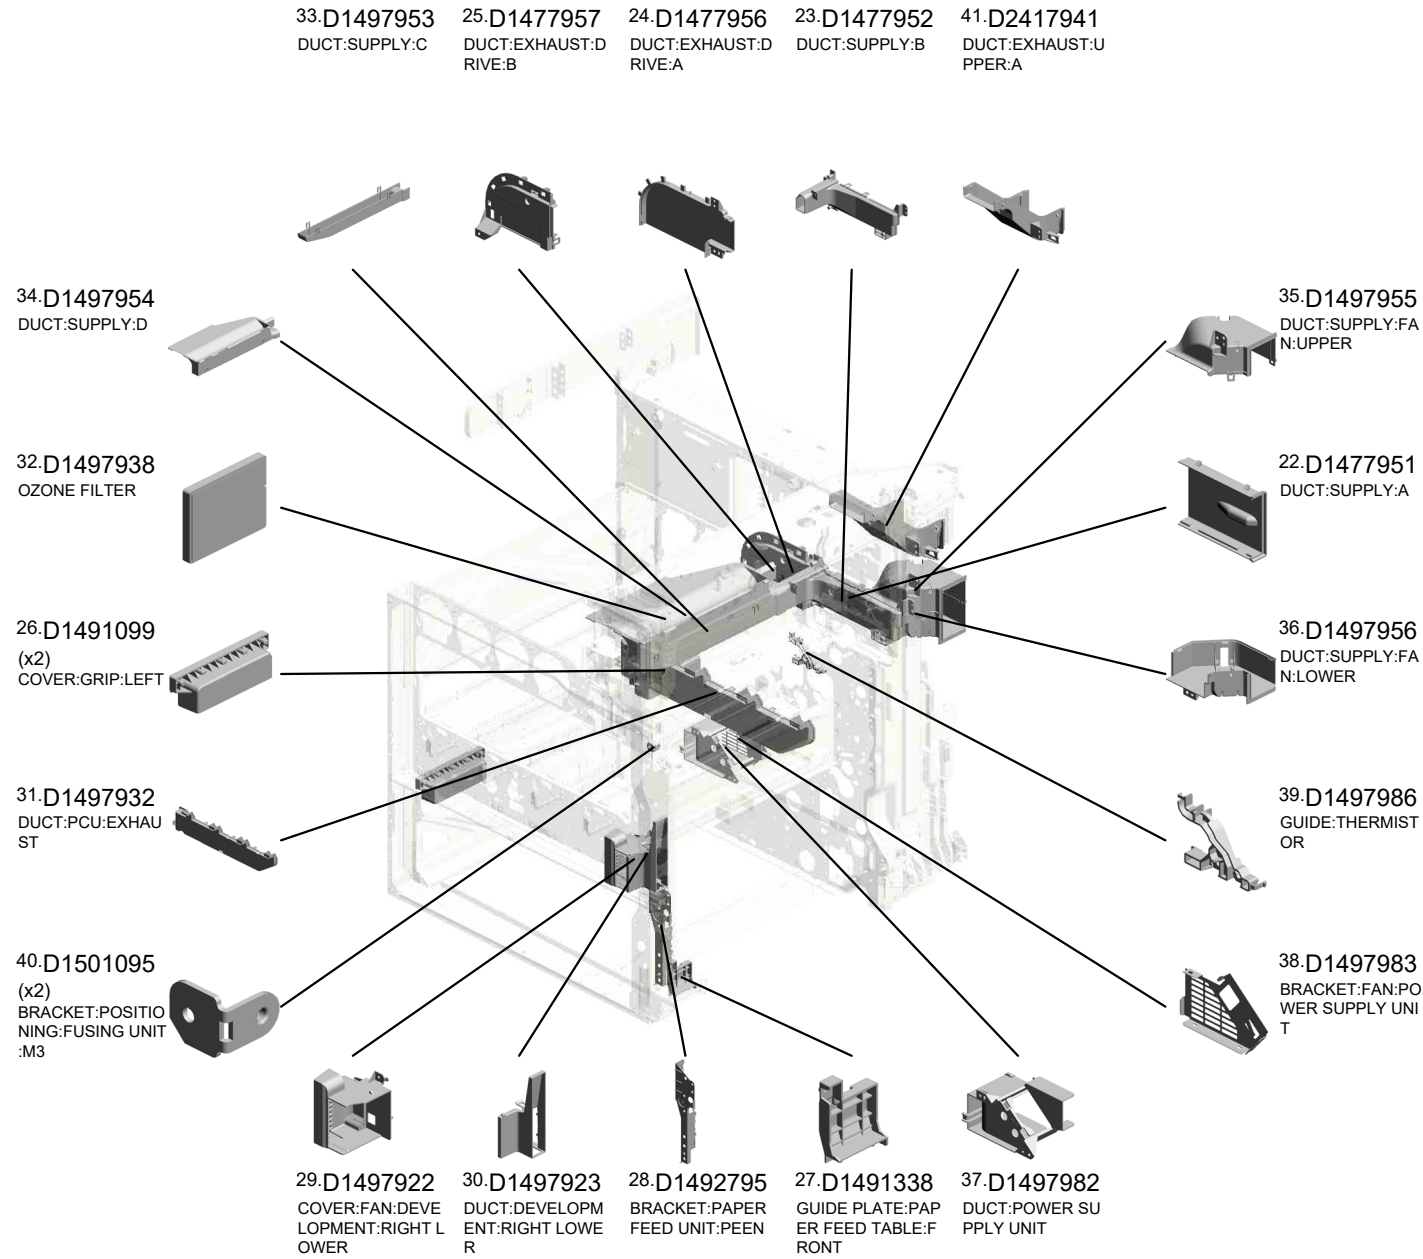 33.D1497953
DUCT:SUPPLY:C
25.D1477957
DUCT:EXHAUST:D
RIVE:B
24.D1477956
DUCT:EXHAUST:D
RIVE:A
23.D1477952
DUCT:SUPPLY:B
41.D2417941
DUCT:EXHAUST:U
PPER:A
34.D1497954
DUCT:SUPPLY:D
35.D1497955
DUCT:SUPPLY:FA
N:UPPER
32.D1497938
OZONE FILTER
22.D1477951
DUCT:SUPPLY:A
26.D1491099
(x2)
COVER:GRIP:LEFT
36.D1497956
DUCT:SUPPLY:FA
N:LOWER
31.D1497932
DUCT:PCU:EXHAU
ST
39.D1497986
GUIDE:THERMIST
OR
40.D1501095
(x2)
BRACKET:POSITIO
NING:FUSING UNIT
:M3
38.D1497983
BRACKET:FAN:PO
WER SUPPLY UNI
T
29.D1497922
COVER:FAN:DEVE
LOPMENT:RIGHT L
OWER
30.D1497923
DUCT:DEVELOPM
ENT:RIGHT LOWE
R
28.D1492795
BRACKET:PAPER
FEED UNIT:PEEN
27.D1491338
GUIDE PLATE:PAP
ER FEED TABLE:F
RONT
37.D1497982
DUCT:POWER SU
PPLY UNIT